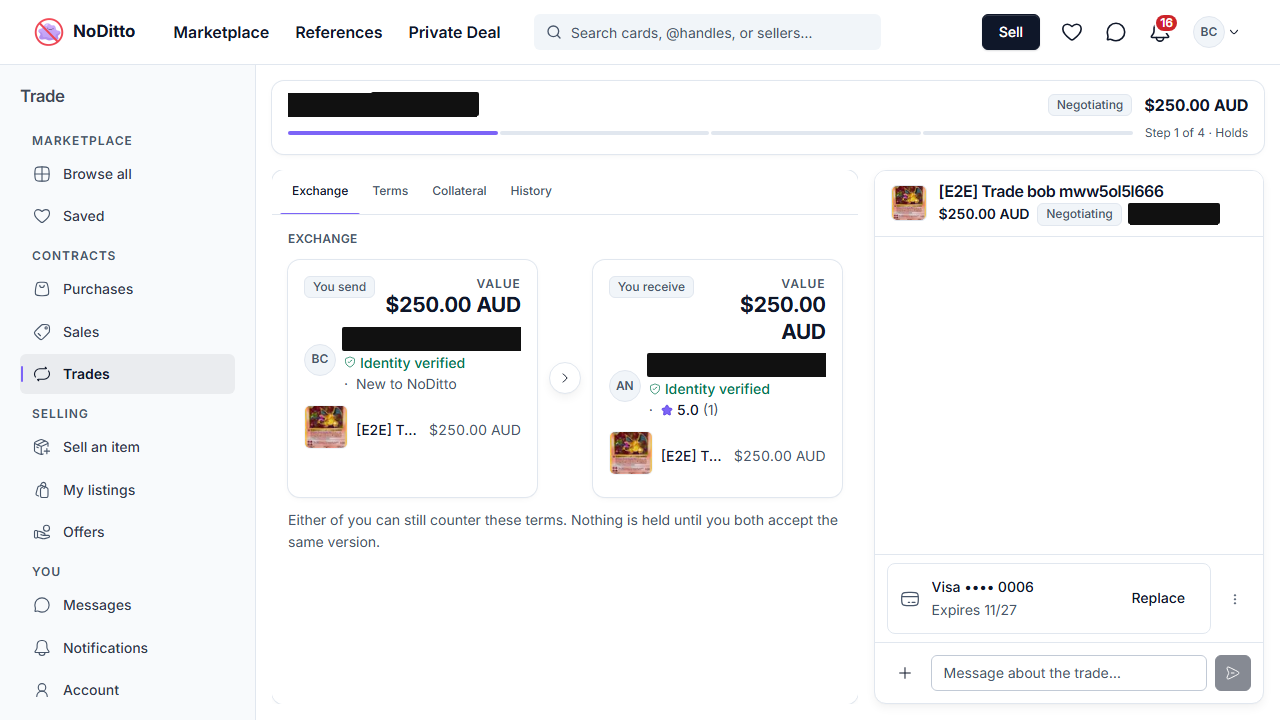 NoDitto
Marketplace
References
Private Deal
Search cards, @handles, or sellers...
Sell
16
BC
Trade
MARKETPLACE
Browse all
Saved
CONTRACTS
Purchases
Sales
Trades
SELLING
Sell an item
My listings
Offers
YOU
Messages
Notifications
Account
Negotiating
$250.00 AUD
Step 1 of 4 · Holds
Exchange
Terms
Collateral
History
EXCHANGE
You send
VALUE
$250.00 AUD
BC
Identity verified
· New to NoDitto
[E2E] T...
$250.00 AUD
You receive
VALUE
$250.00
AUD
AN
Identity verified
· 5.0 (1)
[E2E] T...
$250.00 AUD
Either of you can still counter these terms. Nothing is held until you both accept the
same version.
[E2E] Trade bob mww5ol5l666
$250.00 AUD
Negotiating
Visa •••• 0006
Expires 11/27
Replace
Message about the trade...